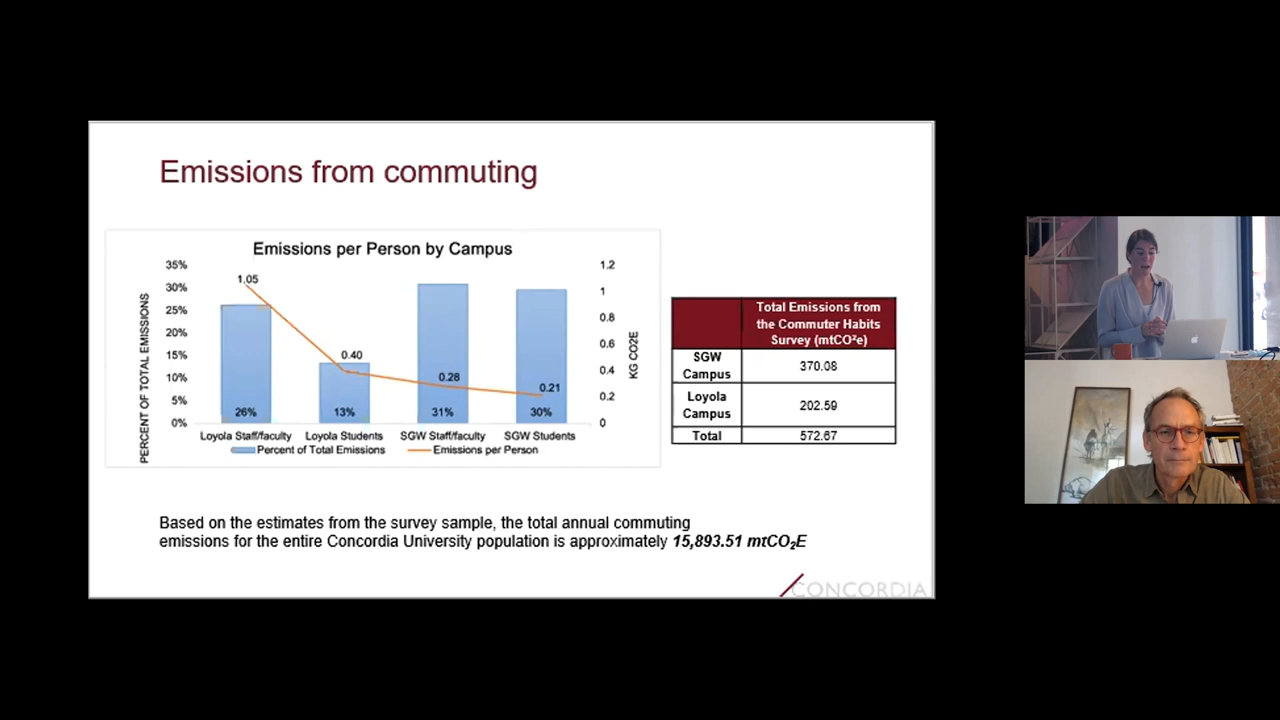 Emissions from commuting
Emissions per Person by Campus
35%
30%
25%
20%
15%
10%
5%
0%
PERCENT OF TOTAL EMISSIONS
1.05
0.40
0.28
0.21
26%
13%
31%
30%
1.2
1
0.8
0.6
0.4
0.2
0
KG CO2E
Loyola Staff/faculty
Loyola Students
SGW Staff/faculty
SGW Students
Percent of Total Emissions
Emissions per Person
Total Emissions from
the Commuter Habits
Survey (mtCO²e)
SGW
Campus
370.08
Loyola
Campus
202.59
Total
572.67
Based on the estimates from the survey sample, the total annual commuting
emissions for the entire Concordia University population is approximately 15,893.51 mtCO₂E
CONCORDIA